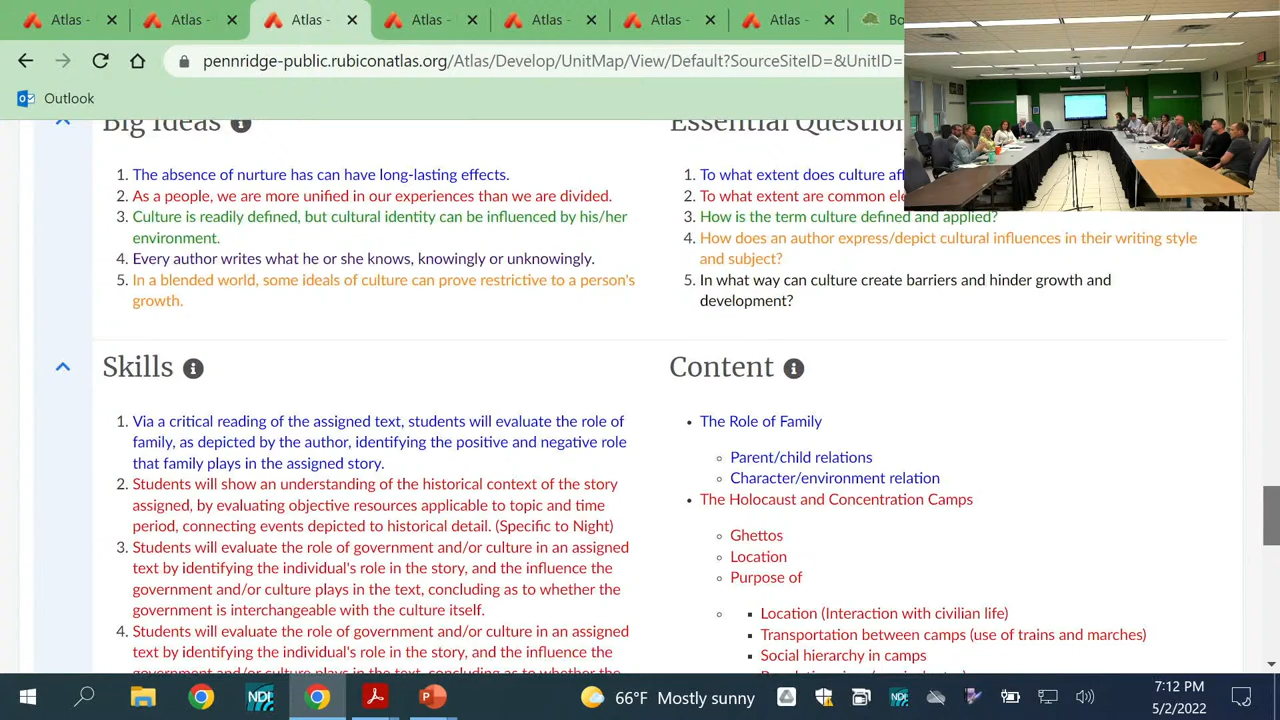 Atlas -
Atlas -
Atlas -
Atlas -
Atlas -
Atlas -
Atlas -
Bo
pennridge-public.rubiconatlas.org/Atlas/Develop/UnitMap/View/Default?SourceSiteID=&UnitID=
Outlook
Big Ideas
1. The absence of nurture has can have long-lasting effects.
2. As a people, we are more unified in our experiences than we are divided.
3. Culture is readily defined, but cultural identity can be influenced by his/her
environment.
4. Every author writes what he or she knows, knowingly or unknowingly.
5. In a blended world, some ideals of culture can prove restrictive to a person's
growth.
Essential Question
1. To what extent does culture aff
2. To what extent are common ele
3. How is the term culture defined and applied?
4. How does an author express/depict cultural influences in their writing style
and subject?
5. In what way can culture create barriers and hinder growth and
development?
Skills
1. Via a critical reading of the assigned text, students will evaluate the role of
family, as depicted by the author, identifying the positive and negative role
that family plays in the assigned story.
2. Students will show an understanding of the historical context of the story
assigned, by evaluating objective resources applicable to topic and time
period, connecting events depicted to historical detail. (Specific to Night)
3. Students will evaluate the role of government and/or culture in an assigned
text by identifying the individual's role in the story, and the influence the
government and/or culture plays in the text, concluding as to whether the
government is interchangeable with the culture itself.
4. Students will evaluate the role of government and/or culture in an assigned
text by identifying the individual's role in the story, and the influence the
government and/or culture plays in the text, concluding as to whether the
Content
The Role of Family
Parent/child relations
Character/environment relation
The Holocaust and Concentration Camps
Ghettos
Location
Purpose of
Location (Interaction with civilian life)
Transportation between camps (use of trains and marches)
Social hierarchy in camps
NDI
66°F Mostly sunny
NDI
7:12 PM
5/2/2022